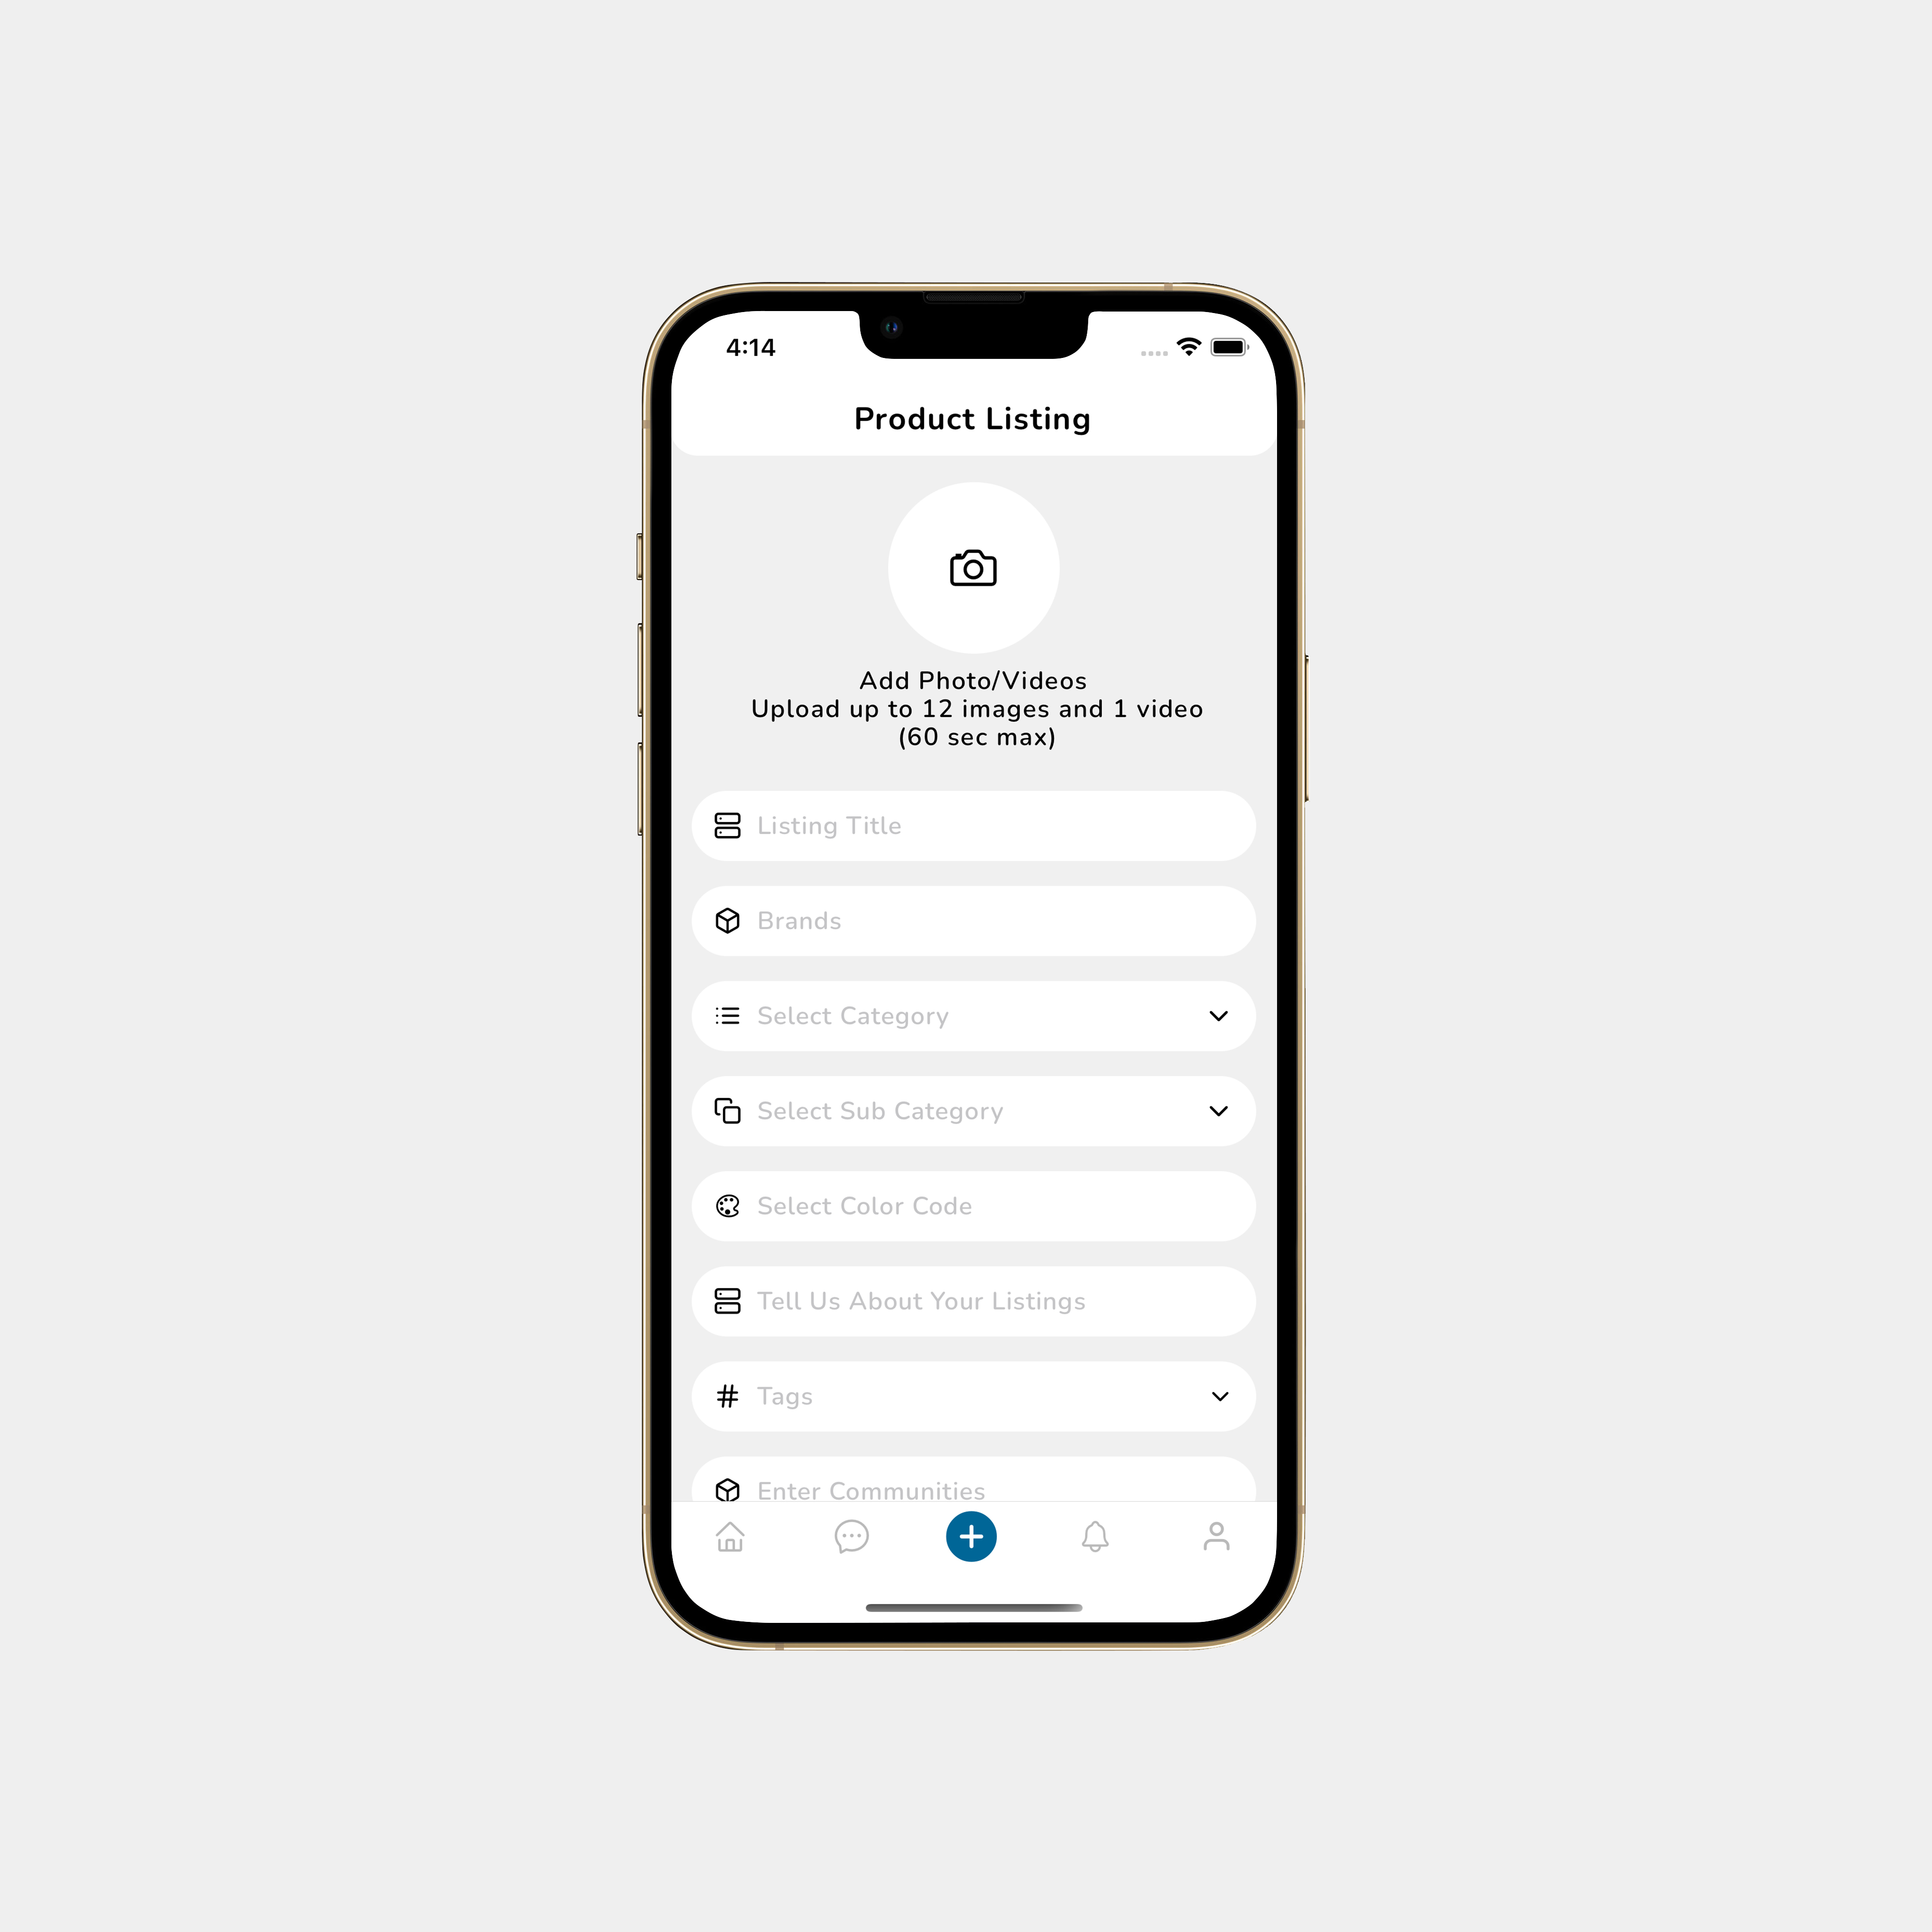 4:14
Product Listing
Add Photo/Videos
Upload up to 12 images and 1 video
(60 sec max)
Listing Title
Brands
Select Category
Select Sub Category
Select Color Code
Tell Us About Your Listings
Tags
Enter Communities